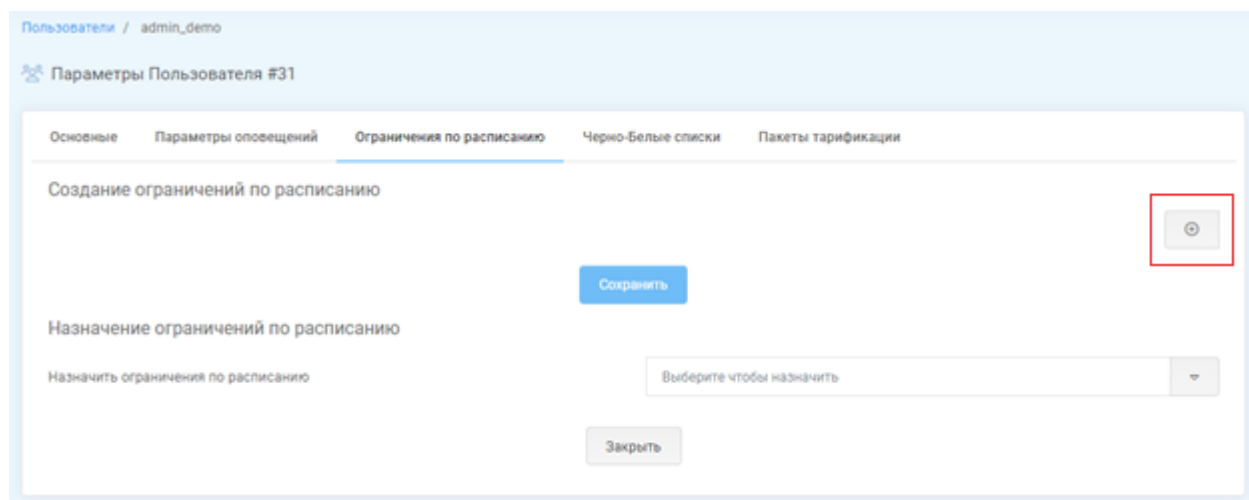 Пользователи / admin_demo
Параметры Пользователя #31
Основные Параметры оповещений Ограничения по расписанию Черно-Белые списки Пакеты тарификации
Создание ограничений по расписанию
Сохранить
Назначение ограничений по расписанию
Назначить ограничения по расписанию Выберите чтобы назначить
Закрыть